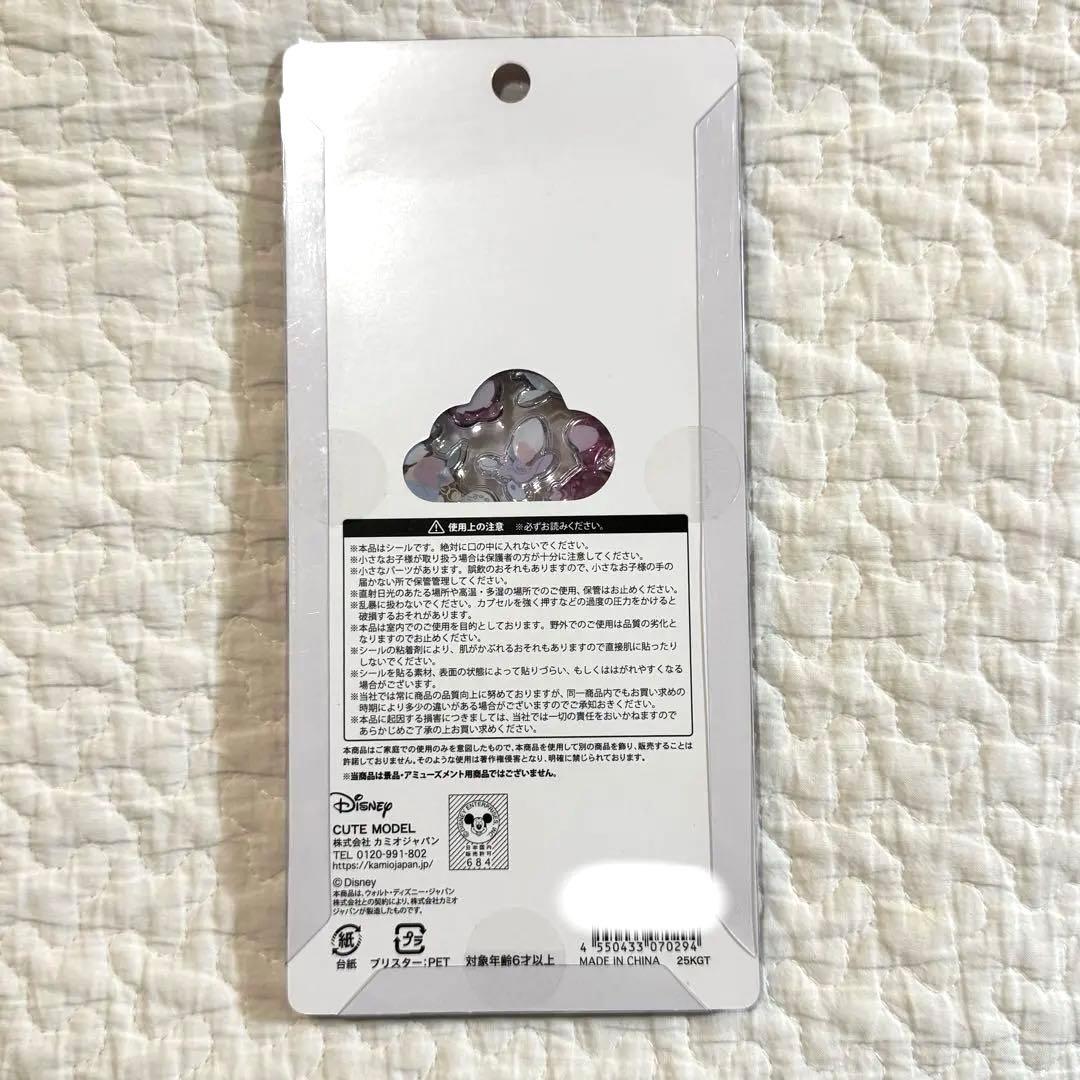 使用上の注意 ※必ずお読みください。
※本品はシールです。絶対に口の中に入れないでください。
※小さなお子様が取り扱う場合は保護者の方が十分に注意してください。
※小さなパーツがあります。誤飲のおそれもありますので、小さなお子様の手の
届かない所で保管管理してください。
※直射日光のあたる場所や高温・多湿の場所でのご使用、保管はお止めください。
※乱暴に扱わないでください。カプセルを強く押すなどの過度の圧力をかけると
破損するおそれがあります。
※本品は室内でのご使用を目的としております。野外でのご使用は品質の劣化と
なりますのでお止めください。
※シールの粘着剤により、肌がかぶれるおそれもありますので直接肌に貼ったり
しないでください。
※シールを貼る素材、表面の状態によって貼りづらい、もしくははがれやすくなる
場合がございます。
※当社では常に商品の品質向上に努めておりますが、同一商品内でもお買い求めの
時期により多少の違いがある場合がございますのでご承知おきください。
※本品に起因する損害につきましては、当社では一切の責任をおいかねますので
あらかじめご了承の上お買い求めください。
本商品はご家庭での使用のみを意図したもので、本商品を使用して別の商品を飾り、販売することは
許諾しておりません。そのような使用は著作権侵害となり、明確に禁じられております。
※当商品は景品・アミューズメント用商品ではございません。
Disney
CUTE MODEL
株式会社 カミオジャパン
TEL 0120-991-802
https://kamiojapan.jp/
© Disney
本商品は、ウォルト・ディズニー・ジャパン
株式会社との契約により、株式会社カミオ
ジャパンが製造したものです。
DISNEY ENTERPRISES, INC.
日本国内
販売許可
684
紙
台紙
プラ
ブリスター:PET
対象年齢6才以上
4 550433 070294
MADE IN CHINA 25KGT